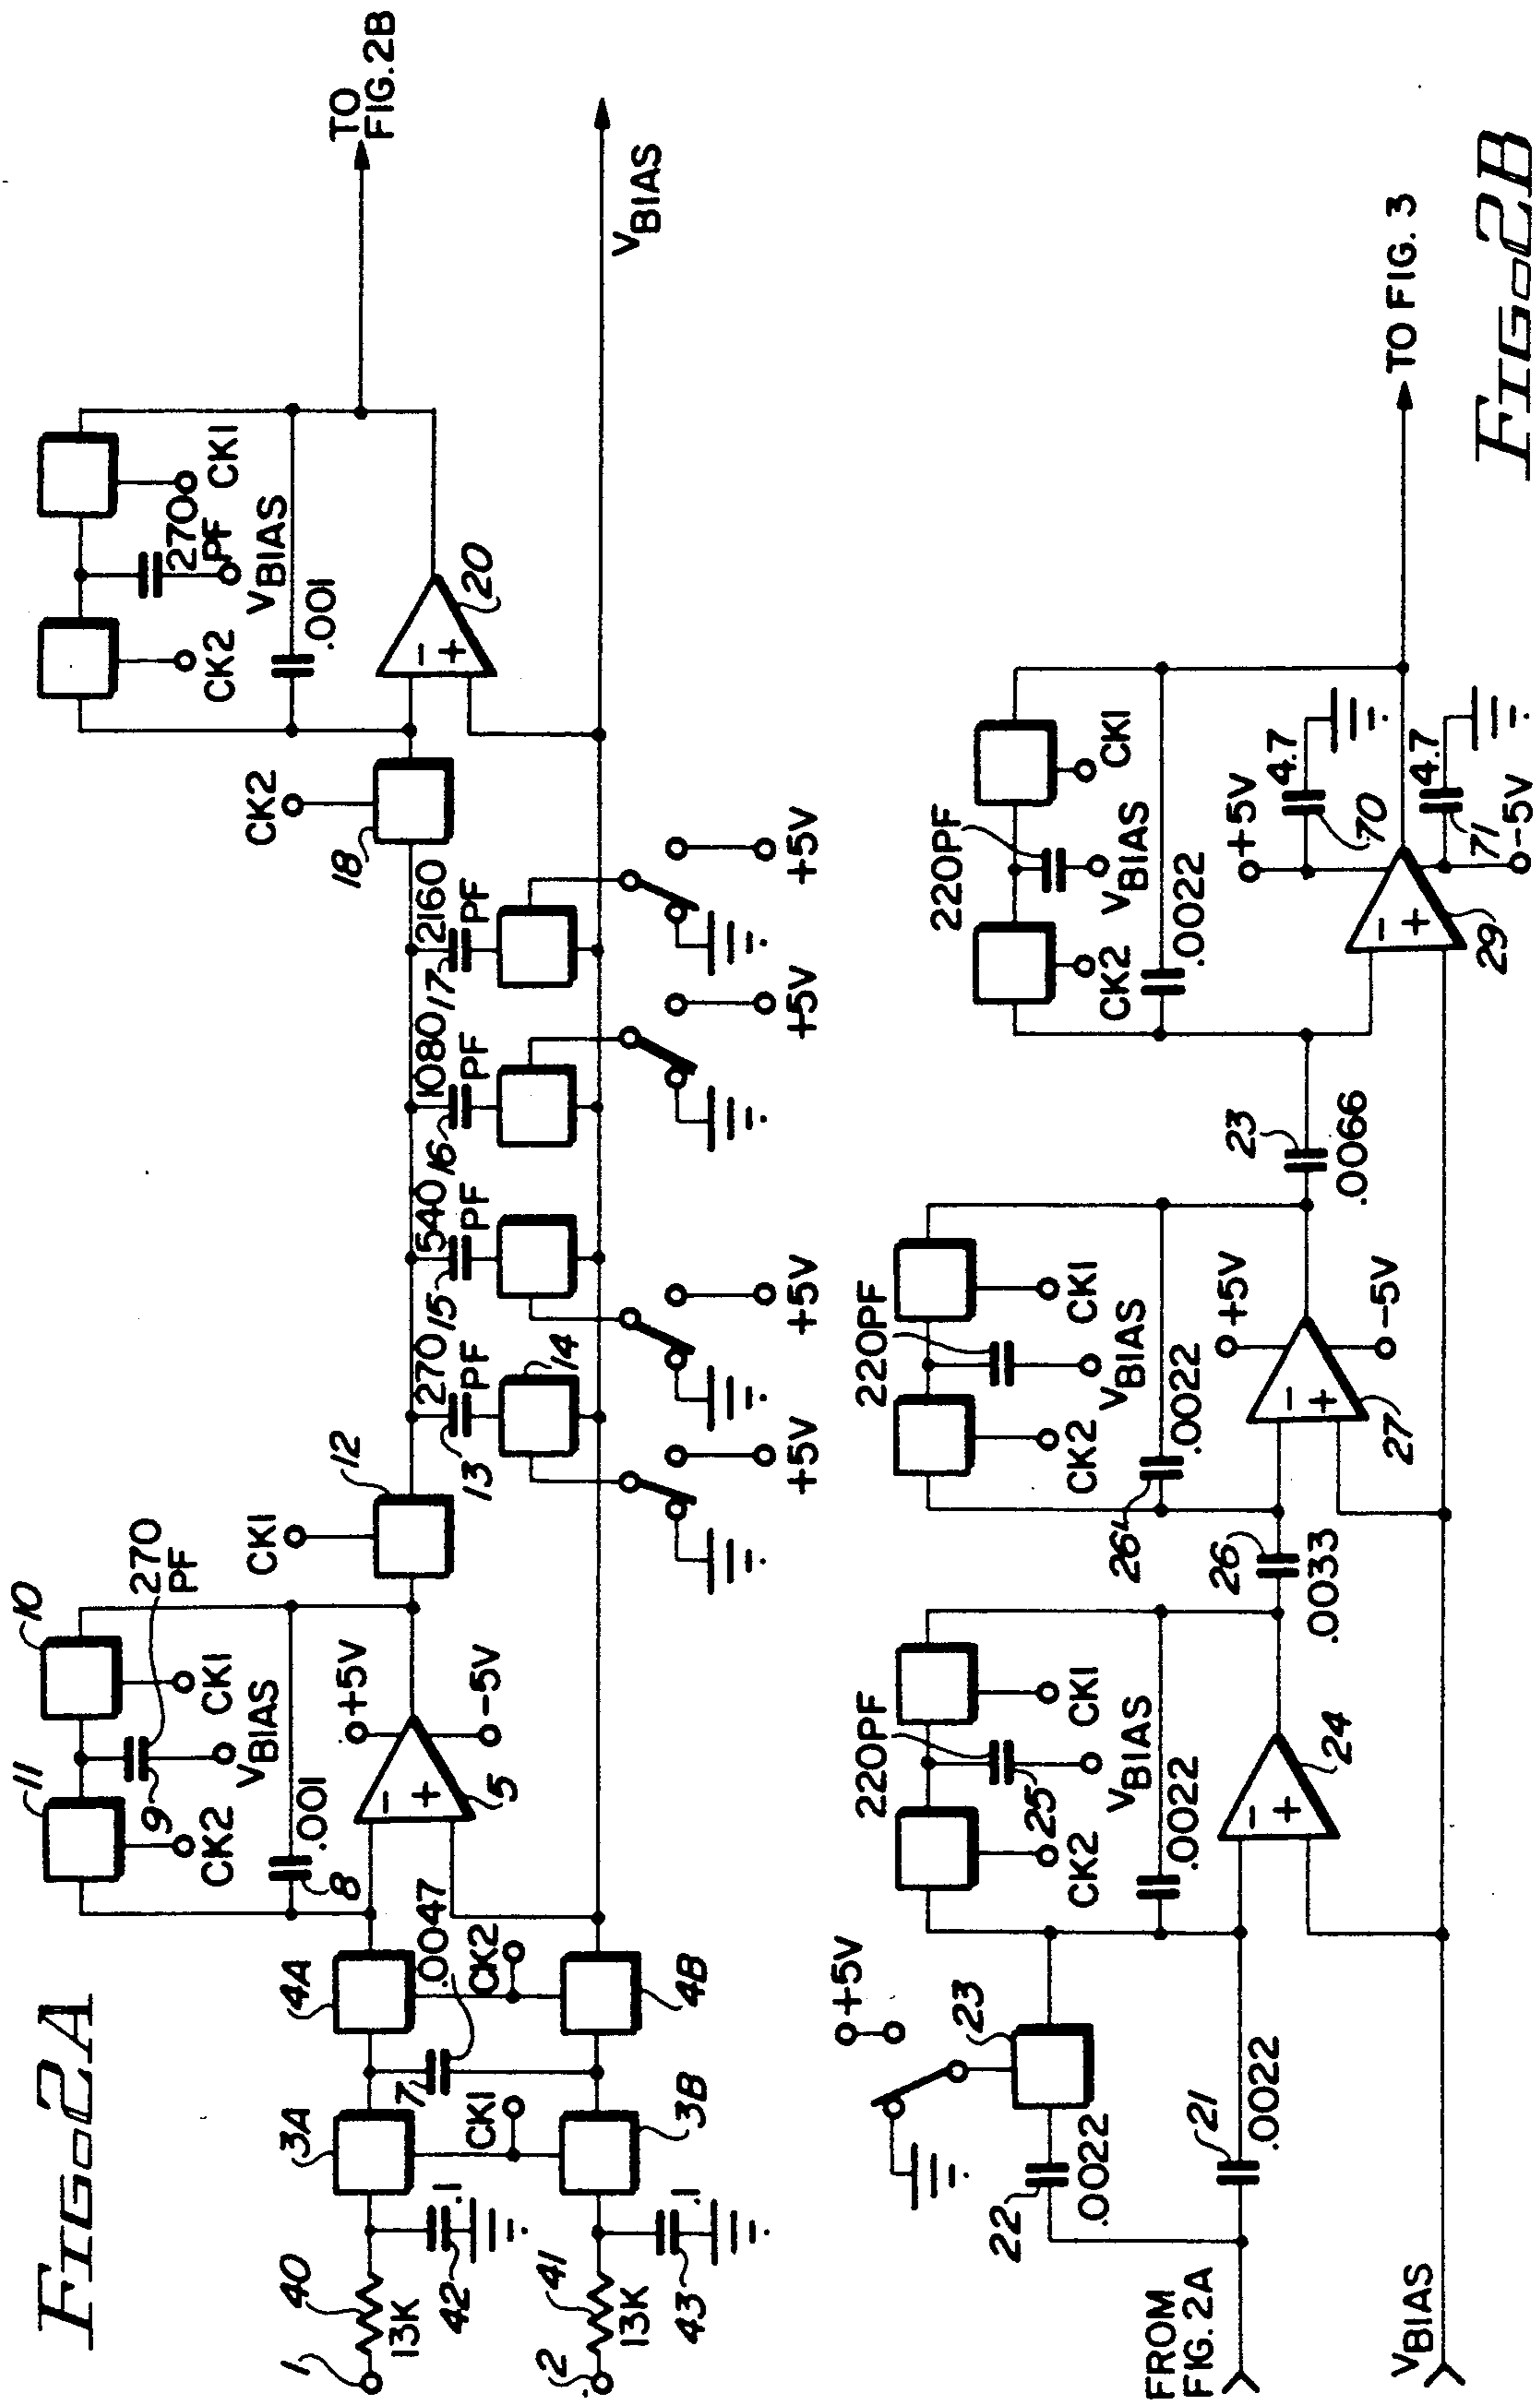 FIG. 2A
1
40
13K
42
.1
3A
CK1
7
.0047
4A
CK2
2
41
13K
43
.1
3B
4B
11
10
CK2
9
270
PF
CK1
VBIAS
8
.001
+5V
-5V
5
CK1
12
270
PF
13
14
+5V
540
PF
15
+5V
1080
PF
16
+5V
2160
PF
17
+5V
CK2
18
CK2
270
PF
CK1
VBIAS
.001
20
TO
FIG.2B
VBIAS
FIG. 2B
FROM
FIG. 2A
VBIAS
22
.0022
23
+5V
21
.0022
220PF
CK2
25
CK1
VBIAS
.0022
24
26
.0033
220PF
CK2
CK1
VBIAS
26'
.0022
+5V
-5V
27
23
.0066
220PF
CK2
CK1
VBIAS
.0022
+5V
4.7
70
4.7
71
-5V
29
TO FIG. 3